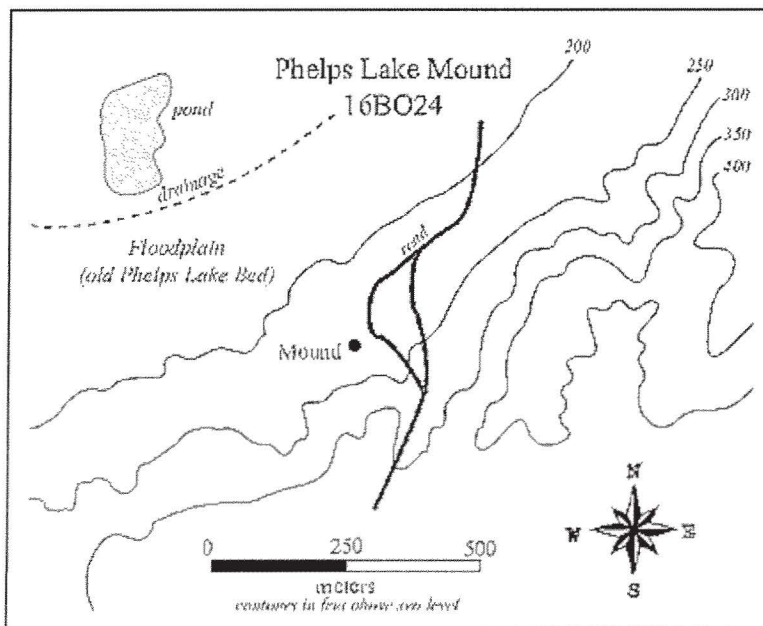 Phelps Lake Mound
16BO24
200
250
300
350
400
pond
drainage
Floodplain
(old Phelps Lake Bed)
road
Mound
N
W
E
S
0
250
500
meters
contours in feet above sea level